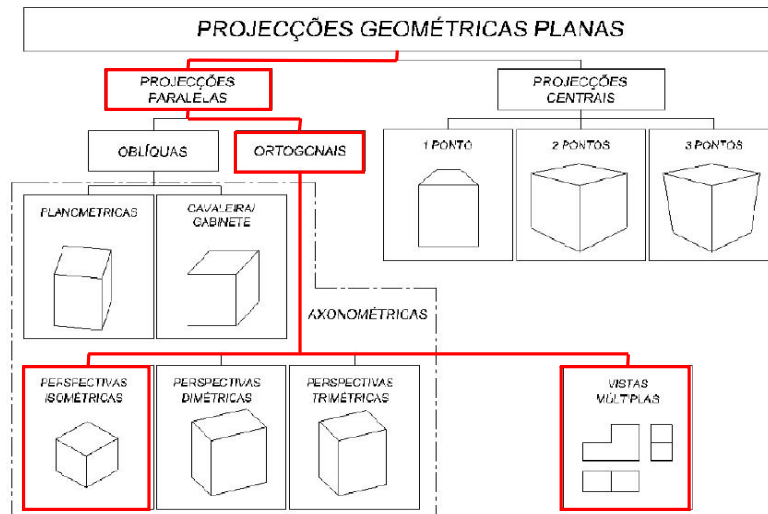 PROJECÇÕES GEOMÉTRICAS PLANAS
PROJECÇÕES
PARALELAS
PROJECÇÕES
CENTRAIS
OBLÍQUAS
ORTOGONAIS
1 PONTO
2 PONTOS
3 PONTOS
PLANOMÉTRICAS
CAVALEIRA/
GABINETE
AXONOMÉTRICAS
PERSPECTIVAS
ISOMÉTRICAS
PERSPECTIVAS
DIMÉTRICAS
PERSPECTIVAS
TRIMÉTRICAS
VISTAS
MÚLTIPLAS